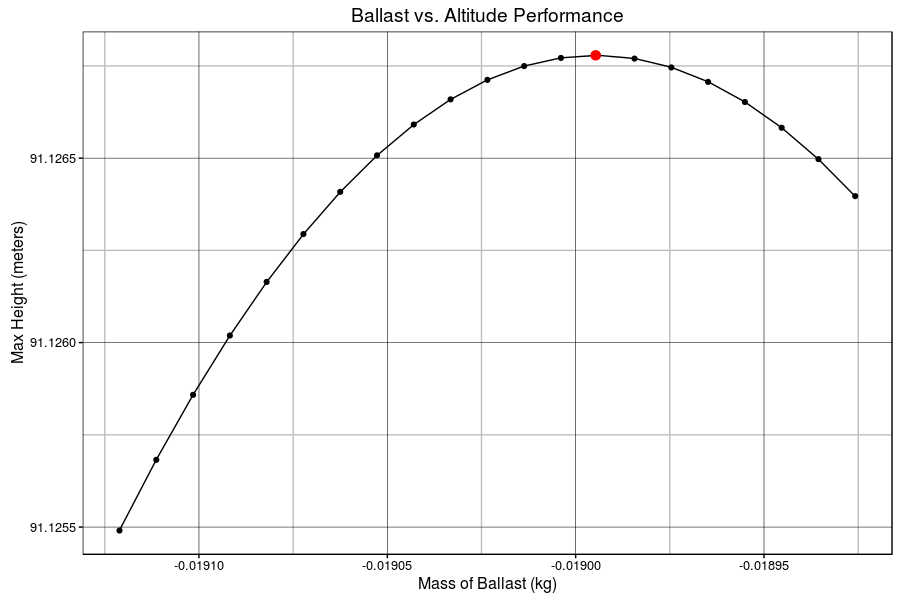 Ballast vs. Altitude Performance
Max Height (meters)
91.1265
91.1260
91.1255
-0.01910
-0.01905
-0.01900
-0.01895
Mass of Ballast (kg)